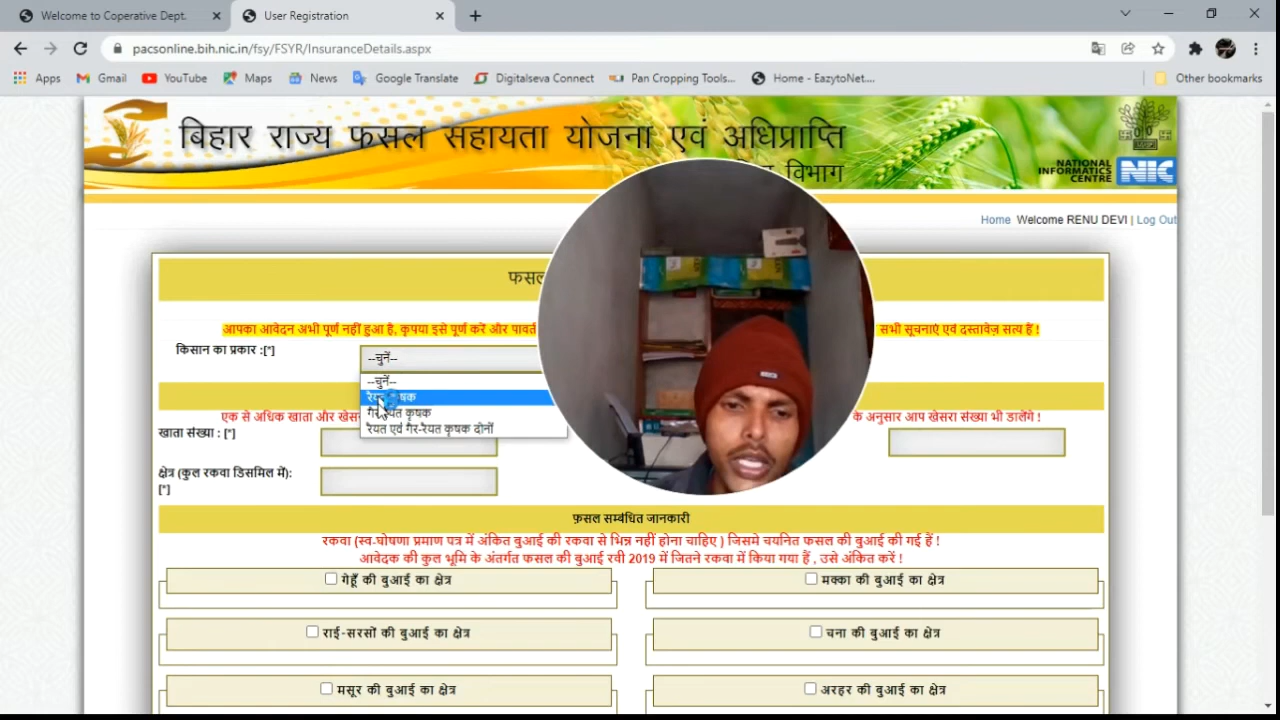 Welcome to Coperative Dept.
User Registration
pacsonline.bih.nic.in/fsy/FSYR/InsuranceDetails.aspx
Apps Gmail YouTube Maps News Google Translate Digitalseva Connect Pan Cropping Tools... Home - EazytoNet.... Other bookmarks
बिहार राज्य फसल सहायता योजना एवं अधिप्राप्ति
विभाग
NATIONAL
INFORMATICS
CENTRE
NIC
Home Welcome RENU DEVI | Log Out
फसल
आपका आवेदन अभी पूर्ण नहीं हुआ है, कृपया इसे पूर्ण करें और सभी सूचनाएं एवं दस्तावेज़ सत्य हैं !
किसान का प्रकार :[*]
--चुनें--
--चुनें--
गैर-रैयत कृषक
रैयत एवं गैर-रैयत कृषक दोनों
एक से अधिक खाता और के अनुसार आप खेसरा संख्या भी डालेंगे !
खाता संख्या : [*]
क्षेत्र (कुल रकवा डिसमिल में):
[*]
फ़सल सम्बंधित जानकारी
रकवा (स्व-घोषणा प्रमाण पत्र में अंकित बुआई की रकवा से भिन्न नहीं होना चाहिए ) जिसमे चयनित फसल की बुआई की गई हैं !
आवेदक की कुल भूमि के अंतर्गत फसल की बुआई रवी 2019 में जितने रकवा में किया गया हैं , उसे अंकित करें !
गेहूँ की बुआई का क्षेत्र
मक्का की बुआई का क्षेत्र
राई-सरसों की बुआई का क्षेत्र
चना की बुआई का क्षेत्र
मसूर की बुआई का क्षेत्र
अरहर की बुआई का क्षेत्र